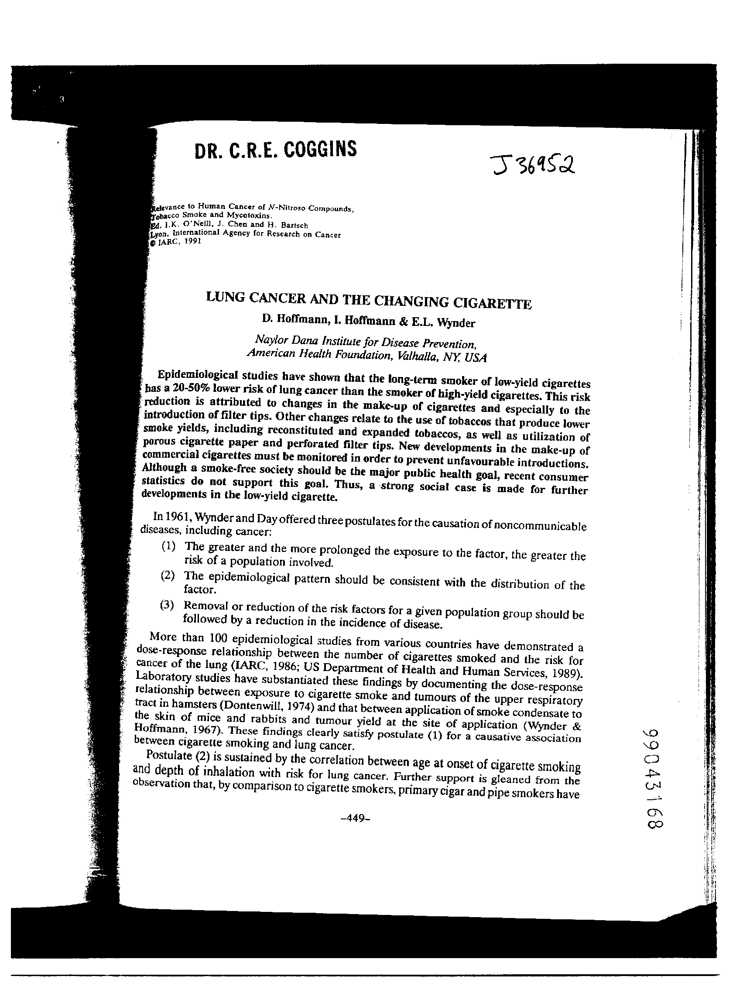 3
DR. C.R.E. COGGINS
J 36952
Relevance to Human Cancer of N-Nitroso Compounds,
Tobacco Smoke and Mycotoxins.
Ed. I.K. O'Neill, J. Chen and H. Bartsch
Lyon, International Agency for Research on Cancer
© IARC, 1991
LUNG CANCER AND THE CHANGING CIGARETTE
D. Hoffmann, I. Hoffmann & E.L. Wynder
Naylor Dana Institute for Disease Prevention,
American Health Foundation, Valhalla, NY, USA
Epidemiological studies have shown that the long-term smoker of low-yield cigarettes
has a 20-50% lower risk of lung cancer than the smoker of high-yield cigarettes. This risk
reduction is attributed to changes in the make-up of cigarettes and especially to the
introduction of filter tips. Other changes relate to the use of tobaccos that produce lower
smoke yields, including reconstituted and expanded tobaccos, as well as utilization of
porous cigarette paper and perforated filter tips. New developments in the make-up of
commercial cigarettes must be monitored in order to prevent unfavourable introductions.
Although a smoke-free society should be the major public health goal, recent consumer
statistics do not support this goal. Thus, a strong social case is made for further
developments in the low-yield cigarette.
In 1961, Wynder and Day offered three postulates for the causation of noncommunicable
diseases, including cancer:
(1) The greater and the more prolonged the exposure to the factor, the greater the
risk of a population involved.
(2) The epidemiological pattern should be consistent with the distribution of the
factor.
(3) Removal or reduction of the risk factors for a given population group should be
followed by a reduction in the incidence of disease.
More than 100 epidemiological studies from various countries have demonstrated a
dose-response relationship between the number of cigarettes smoked and the risk for
cancer of the lung (IARC, 1986; US Department of Health and Human Services, 1989).
Laboratory studies have substantiated these findings by documenting the dose-response
relationship between exposure to cigarette smoke and tumours of the upper respiratory
tract in hamsters (Dontenwill, 1974) and that between application of smoke condensate to
the skin of mice and rabbits and tumour yield at the site of application (Wynder &
Hoffmann, 1967). These findings clearly satisfy postulate (1) for a causative association
between cigarette smoking and lung cancer.
Postulate (2) is sustained by the correlation between age at onset of cigarette smoking
and depth of inhalation with risk for lung cancer. Further support is gleaned from the
observation that, by comparison to cigarette smokers, primary cigar and pipe smokers have
–449–
99043168